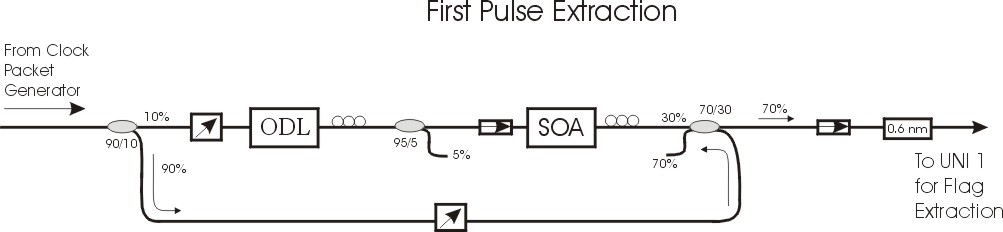 First Pulse Extraction
From Clock
Packet
Generator
10%
90/10
90%
ODL
95/5
5%
SOA
30%
70/30
70%
70%
0.6 nm
To UNI 1
for Flag
Extraction